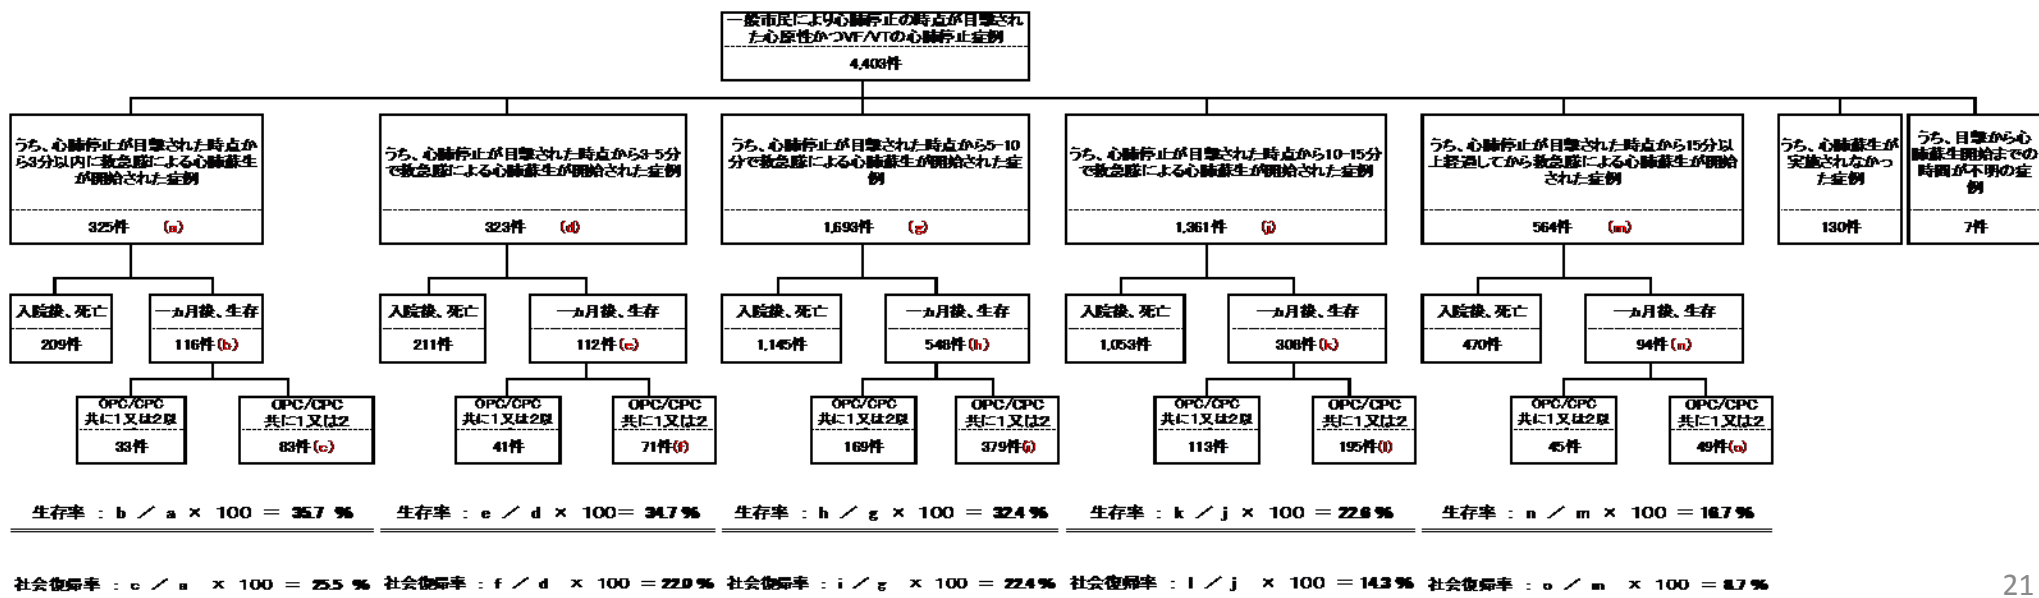 一般市民により心肺停止の時点が目撃され
た心原性かつVF/VTの心肺停止症例
4,403件
うち、心肺停止が目撃された時点か
ら3分以内に救急隊による心肺蘇生
が開始された症例
325件 (a)
うち、心肺停止が目撃された時点から3-5分
で救急隊による心肺蘇生が開始された症例
323件 (d)
うち、心肺停止が目撃された時点から5-10
分で救急隊による心肺蘇生が開始された症
例
1,693件 (g)
うち、心肺停止が目撃された時点から10-15分
で救急隊による心肺蘇生が開始された症例
1,361件 (j)
うち、心肺停止が目撃された時点から15分以
上経過してから救急隊による心肺蘇生が開始
された症例
564件 (m)
うち、心肺蘇生が
実施されなかっ
た症例
130件
うち、目撃から心
肺蘇生開始までの
時間が不明の症
例
7件
入院後、死亡
209件
一ヵ月後、生存
116件(b)
入院後、死亡
211件
一ヵ月後、生存
112件(e)
入院後、死亡
1,145件
一ヵ月後、生存
548件(h)
入院後、死亡
1,053件
一ヵ月後、生存
308件(k)
入院後、死亡
470件
一ヵ月後、生存
94件(n)
OPC/CPC
共に1又は2以
33件
OPC/CPC
共に1又は2
83件(c)
OPC/CPC
共に1又は2以
41件
OPC/CPC
共に1又は2
71件(f)
OPC/CPC
共に1又は2以
169件
OPC/CPC
共に1又は2
379件(i)
OPC/CPC
共に1又は2以
113件
OPC/CPC
共に1又は2
195件(l)
OPC/CPC
共に1又は2以
45件
OPC/CPC
共に1又は2
49件(o)
生存率 : b ／ a × 100 = 35.7 %
生存率 : e ／ d × 100= 34.7 %
生存率 : h ／ g × 100 = 32.4 %
生存率 : k ／ j × 100 = 22.6 %
生存率 : n ／ m × 100 = 16.7 %
社会復帰率 : c ／ a × 100 = 25.5 %
社会復帰率 : f ／ d × 100 = 22.0 %
社会復帰率 : i ／ g × 100 = 22.4 %
社会復帰率 : l ／ j × 100 = 14.3 %
社会復帰率 : o ／ m × 100 = 8.7 %
21